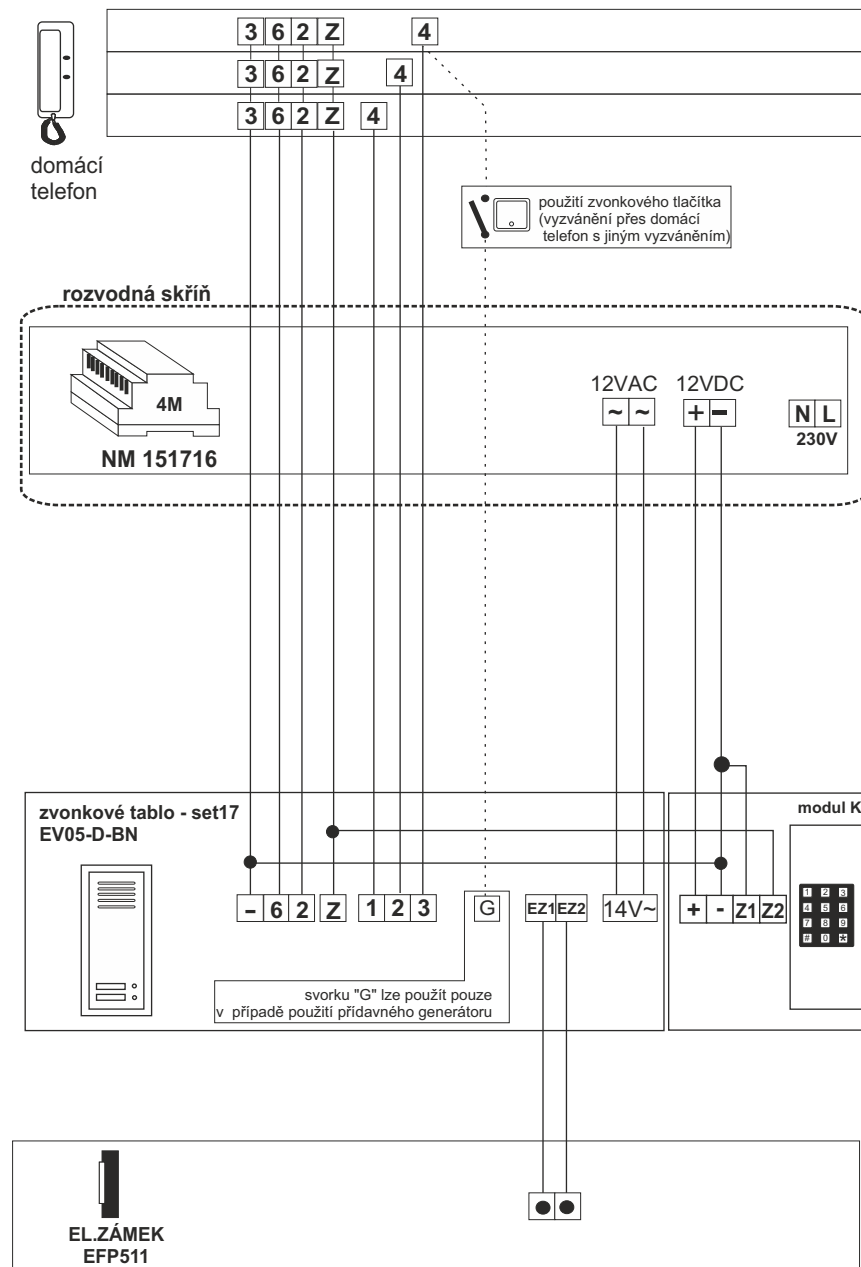 3 6 2 Z 4
3 6 2 Z 4
3 6 2 Z 4
domácí
telefon
použití zvonkového tlačítka
(vyzvánění přes domácí
telefon s jiným vyzváněním)
rozvodná skříň
4M
NM 151716
12VAC 12VDC
~ ~ + − N L
230V
zvonkové tablo - set17
EV05-D-BN
modul K
1 2 3
4 5 6
7 8 9
# 0 *
– 6 2 Z 1 2 3 G EZ1 EZ2 14V~ + - Z1 Z2
svorku "G" lze použít pouze
v případě použití přídavného generátoru
EL.ZÁMEK
EFP511